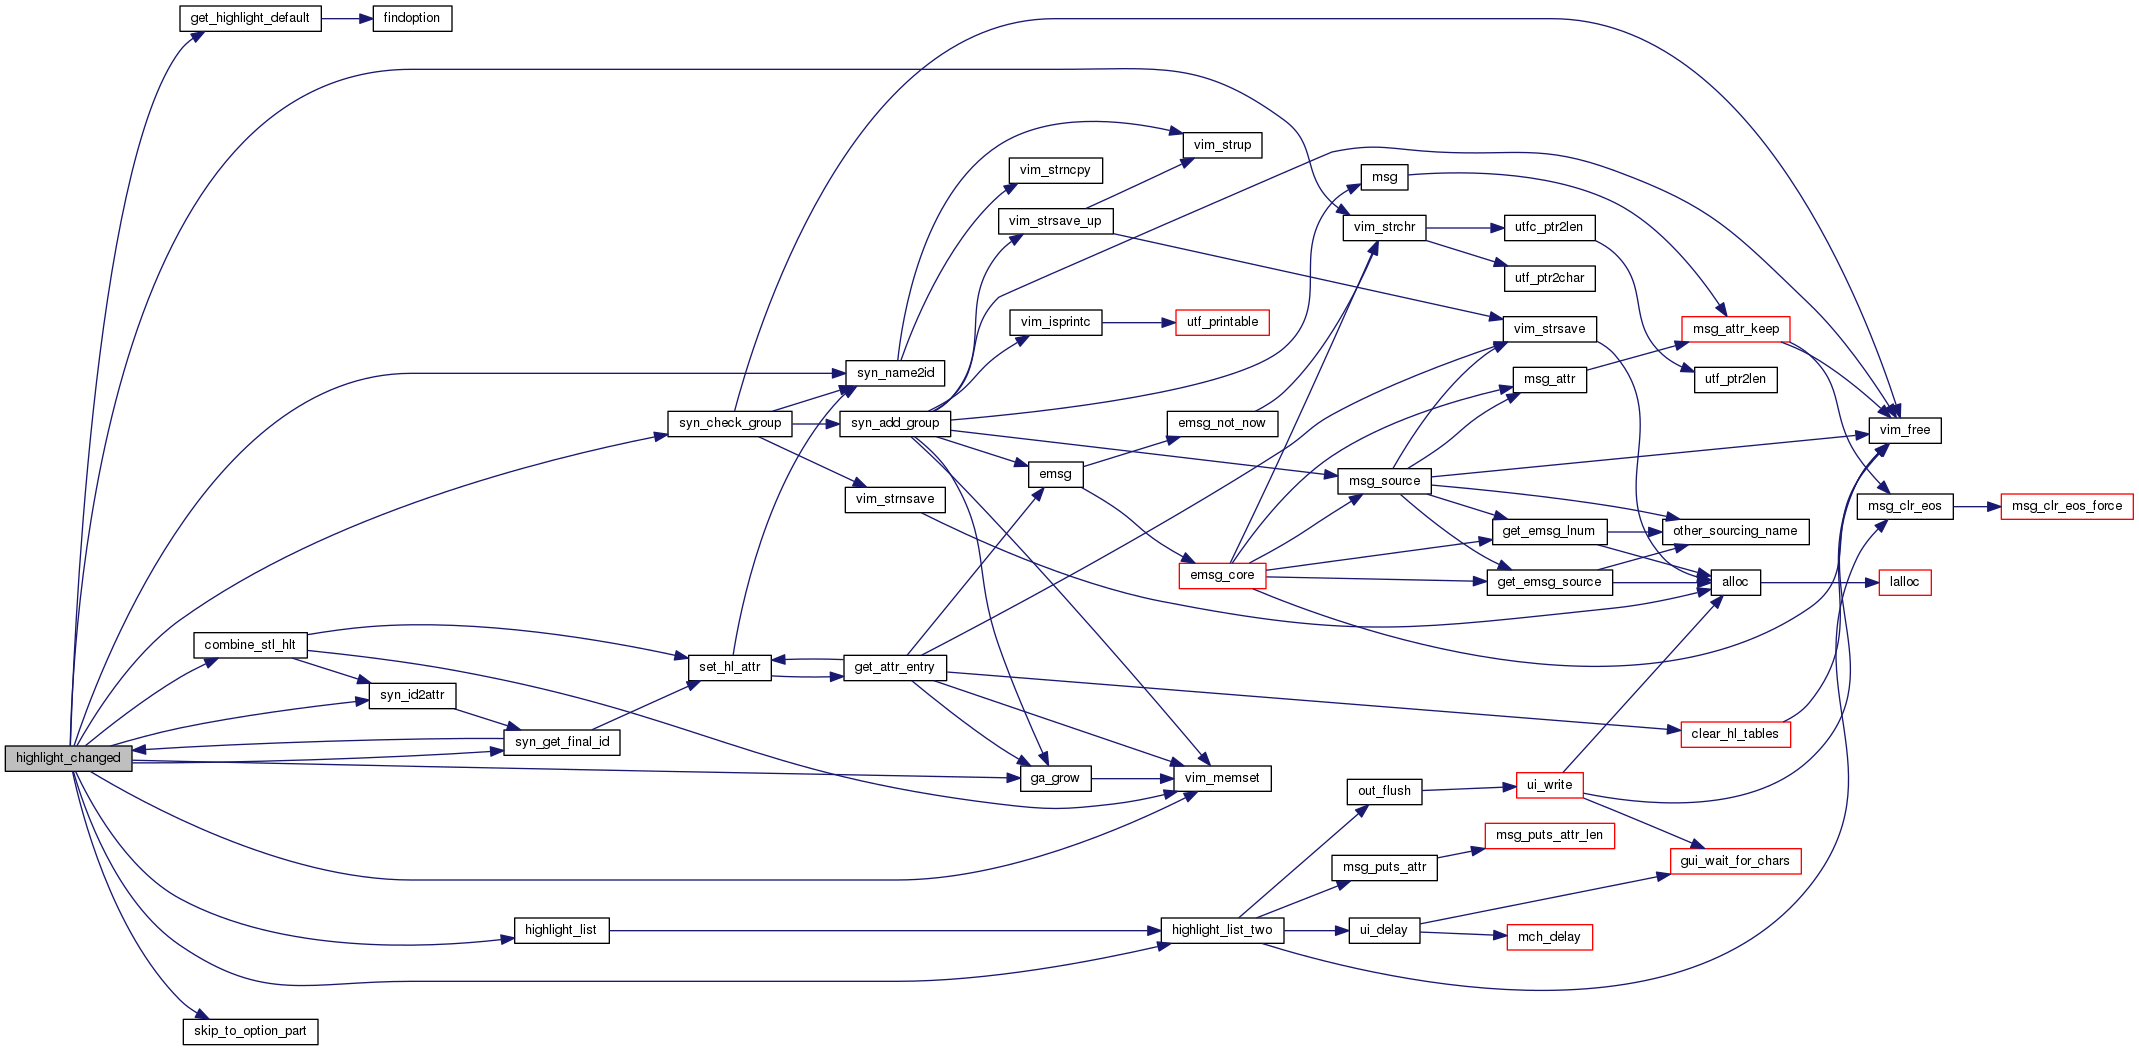 get_highlight_default
findoption
vim_strup
vim_strncpy
msg
vim_strsave_up
vim_strchr
utfc_ptr2len
utf_ptr2char
vim_isprintc
utf_printable
vim_strsave
msg_attr_keep
syn_name2id
msg_attr
utf_ptr2len
syn_check_group
syn_add_group
emsg_not_now
vim_free
emsg
msg_source
vim_strnsave
msg_clr_eos
msg_clr_eos_force
get_emsg_lnum
other_sourcing_name
emsg_core
get_emsg_source
alloc
lalloc
combine_stl_hlt
set_hl_attr
get_attr_entry
syn_id2attr
clear_hl_tables
syn_get_final_id
highlight_changed
ga_grow
vim_memset
out_flush
ui_write
msg_puts_attr_len
msg_puts_attr
gui_wait_for_chars
highlight_list
highlight_list_two
ui_delay
mch_delay
skip_to_option_part